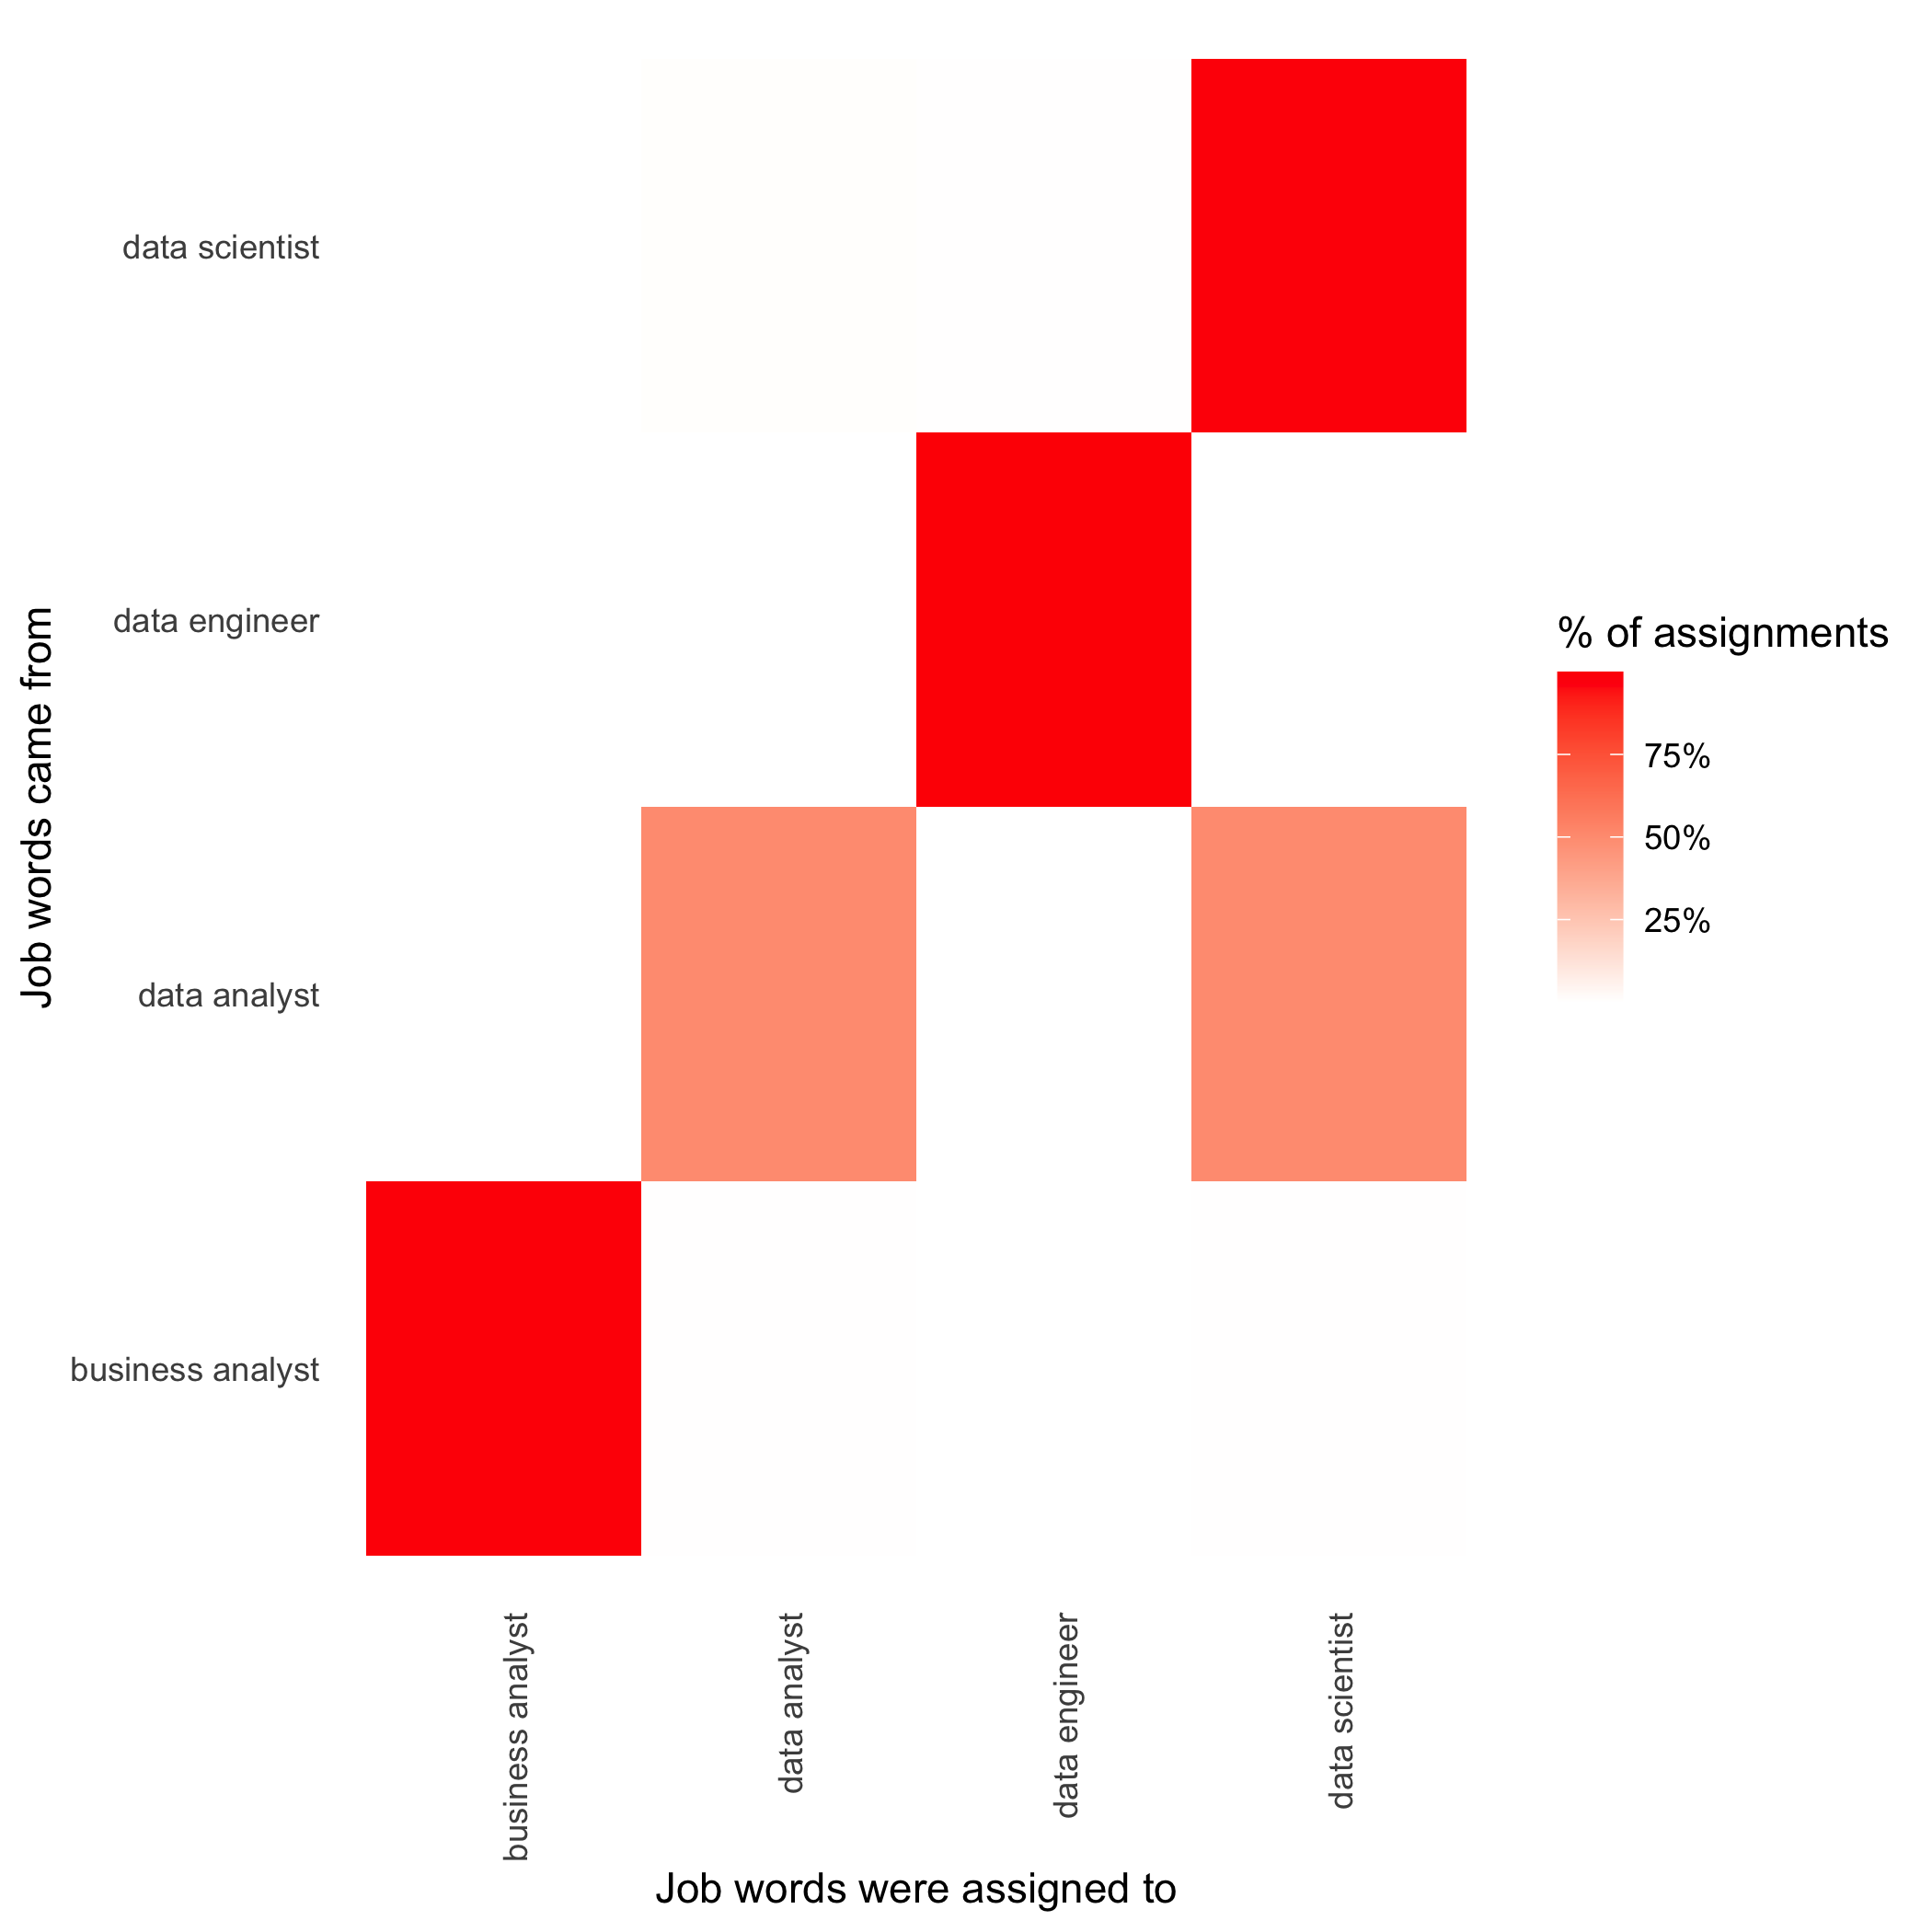 Job words came from
data scientist
data engineer
data analyst
business analyst
business analyst
data analyst
data engineer
data scientist
Job words were assigned to
% of assignments
75%
50%
25%